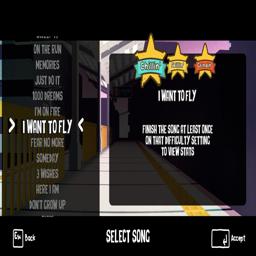 ON THE RUN
MEMORIES
JUST DO IT
1000 DREAMS
I'M ON FIRE
> I WANT TO FLY >
FEAR NO MORE
SOMEDAY
3 WISHES
HERE I AM
DON'T GROW UP
Chillin'
I WANT TO FLY
FINISH THE SONG AT LEAST ONCE
ON THAT DIFFICULTY SETTING
TO VIEW STATS
Esc Back
SELECT SONG
Accept